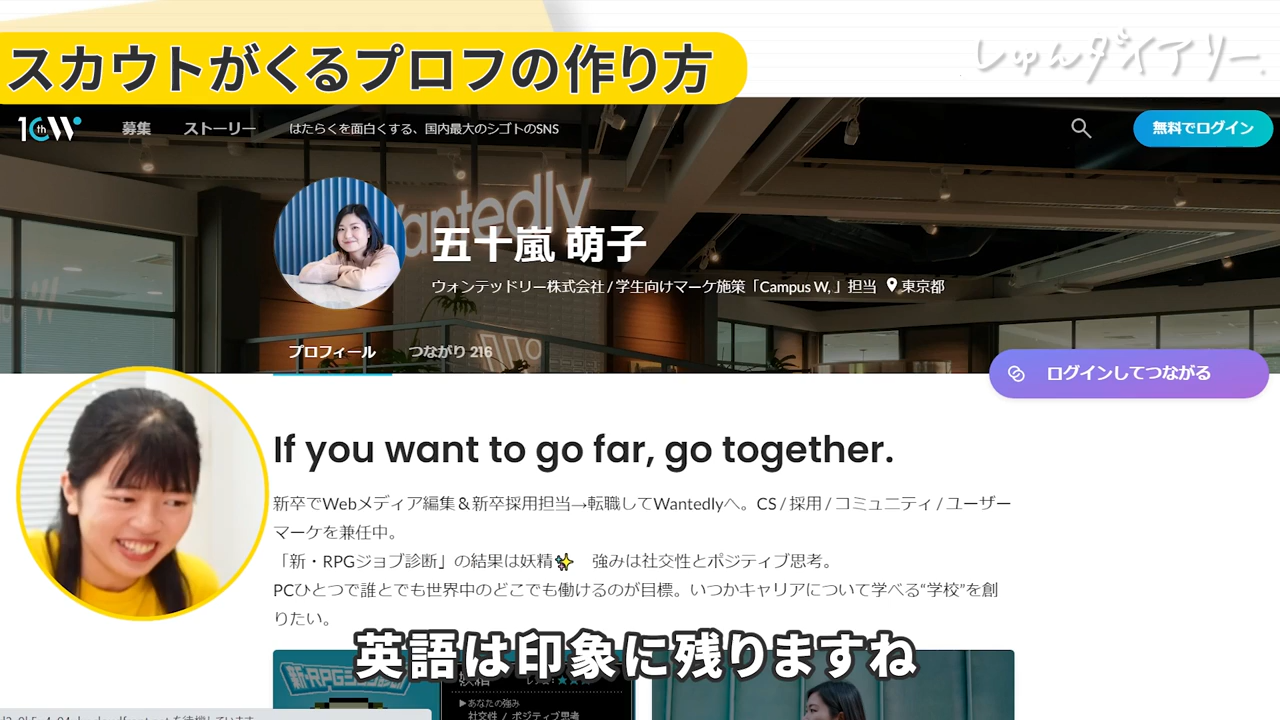 スカウトがくるプロフの作り方
しゅんダイアリー.
10th W
募集 ストーリー はたらくを面白くする、国内最大のシゴトのSNS
無料でログイン
Wantedly
五十嵐 萌子
ウォンテッドリー株式会社 / 学生向けマーケ施策「Campus W, 」担当 東京都
プロフィール つながり 216
ログインしてつながる
If you want to go far, go together.
新卒でWebメディア編集＆新卒採用担当→転職してWantedlyへ。CS / 採用 / コミュニティ / ユーザー
マーケを兼任中。
「新・RPGジョブ診断」の結果は妖精✨ 強みは社交性とポジティブ思考。
PCひとつで誰とでも世界中のどこでも働けるのが目標。いつかキャリアについて学べる“学校”を創
りたい。
英語は印象に残りますね
新・RPGジョブ診断
▶あなたの強み
社交性 / ポジティブ思考